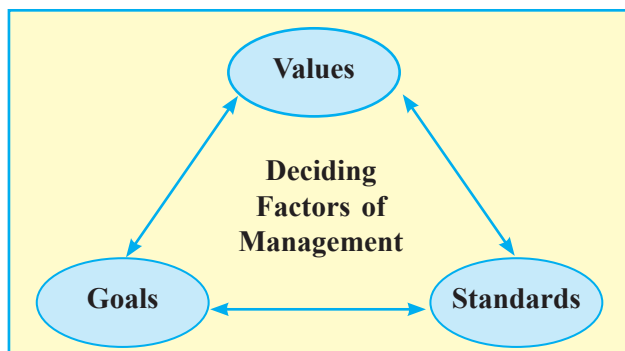 Values
Deciding
Factors of
Management
Goals
Standards